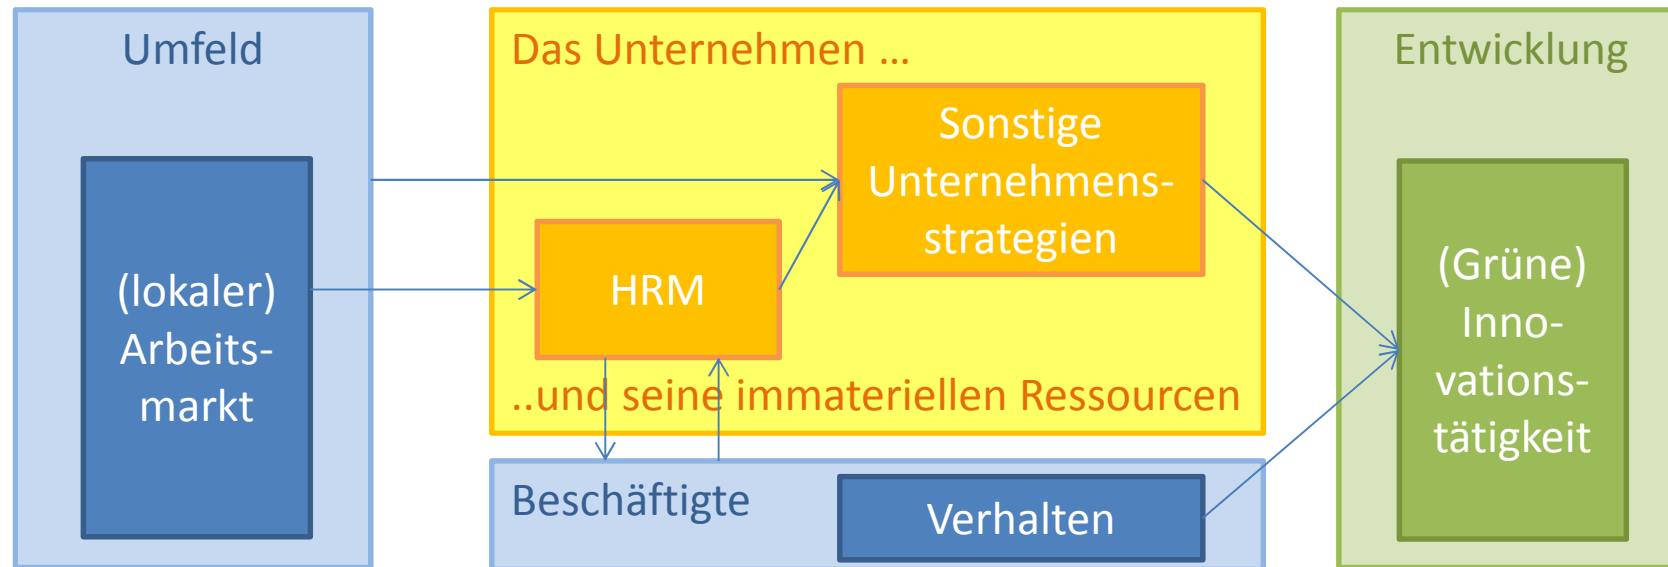 Umfeld
(lokaler)
Arbeits-
markt
Das Unternehmen ...
Sonstige
Unternehmens-
strategien
HRM
..und seine immateriellen Ressourcen
Beschäftigte
Verhalten
Entwicklung
(Grüne)
Inno-
vations-
tätigkeit